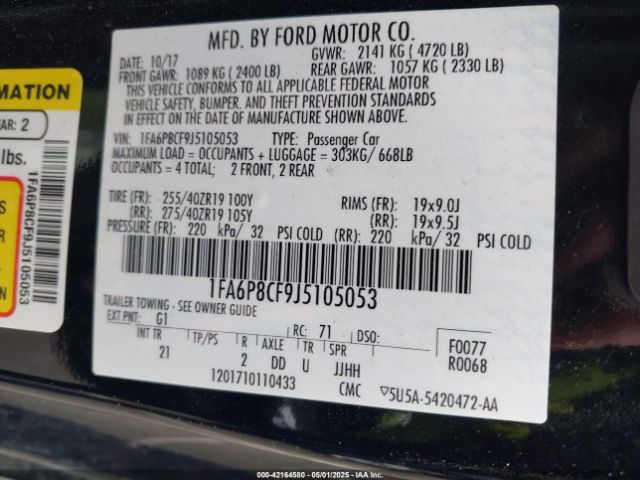 MFD. BY FORD MOTOR CO.
DATE: 10/17 GVWR: 2141 KG ( 4720 LB)
FRONT GAWR: 1089 KG ( 2400 LB) REAR GAWR: 1057 KG ( 2330 LB)
THIS VEHICLE CONFORMS TO ALL APPLICABLE FEDERAL MOTOR
VEHICLE SAFETY, BUMPER, AND THEFT PREVENTION STANDARDS
IN EFFECT ON THE DATE OF MANUFACTURE SHOWN ABOVE.
VIN: 1FA6P8CF9J5105053 TYPE: Passenger Car
MAXIMUM LOAD = OCCUPANTS + LUGGAGE = 303KG/ 668LB
OCCUPANTS = 4 TOTAL; 2 FRONT, 2 REAR
TIRE (FR): 255/40ZR19 100Y RIMS (FR): 19x9.0J
(RR): 275/40ZR19 105Y (RR): 19x9.5J
PRESSURE (FR): 220 kPa/ 32 PSI COLD (RR): 220 kPa/ 32 PSI COLD
1FA6P8CF9J5105053
TRAILER TOWING - SEE OWNER GUIDE
EXT PNT: G1 RC: 71 DSO: F0077
INT TR TP/PS R AXLE TR SPR R0068
21 2 DD U JJHH
1201710110433 CMC ▽5U5A-5420472-AA
MATION
EAR: 2
lbs.
1FA6P8CF9J5105053
00-42164580 - 05/01/2025 - IAA Inc.